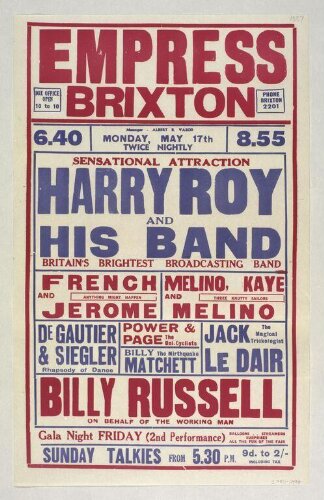 1937
EMPRESS
BOX OFFICE OPEN 10 to 10
BRIXTON
PHONE BRIXTON 2201
Manager - ALBERT E. WARD
6.40
MONDAY, MAY 17th
TWICE NIGHTLY
8.55
SENSATIONAL ATTRACTION
HARRY ROY
AND
HIS BAND
BRITAIN'S BRIGHTEST BROADCASTING BAND
FRENCH
AND ANYTHING MIGHT HAPPEN
JEROME
MELINO, KAYE
AND THREE KNUTTY SAILORS
MELINO
DE GAUTIER
& SIEGLER
Rhapsody of Dance
POWER &
PAGE The Da. Cyclists
BILLY The Mirthquake
MATCHETT
JACK The Magical Tricksologist
LE DAIR
BILLY RUSSELL
ON BEHALF OF THE WORKING MAN
Gala Night FRIDAY (2nd Performance)
BALLOONS STREAMERS
SURPRISES
ALL THE FUN OF THE FAIR
SUNDAY TALKIES FROM 5.30 P.M.
9d. to 2/-
INCLUDING TAX